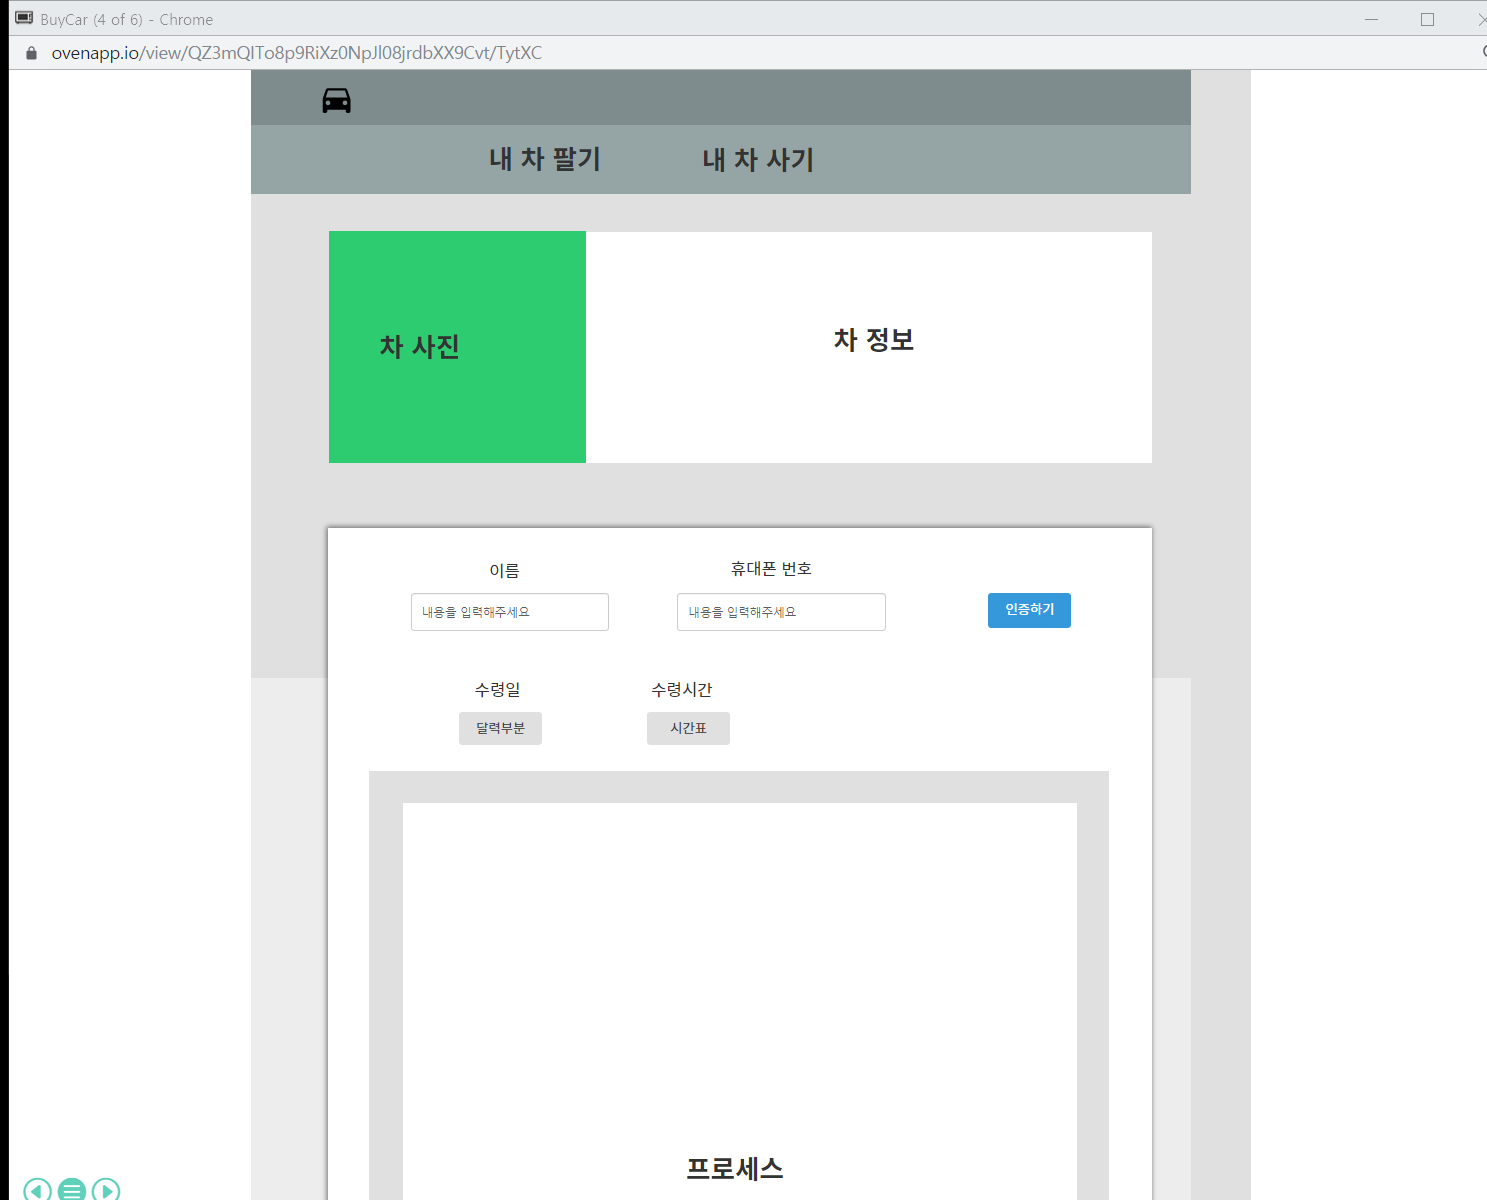 BuyCar (4 of 6) - Chrome
ovenapp.io/view/QZ3mQITo8p9RiXz0NpJl08jrdbXX9Cvt/TytXC
내 차 팔기 내 차 사기
차 사진
차 정보
이름 휴대폰 번호
내용을 입력해주세요 내용을 입력해주세요 인증하기
수령일 수령시간
달력부분 시간표
프로세스